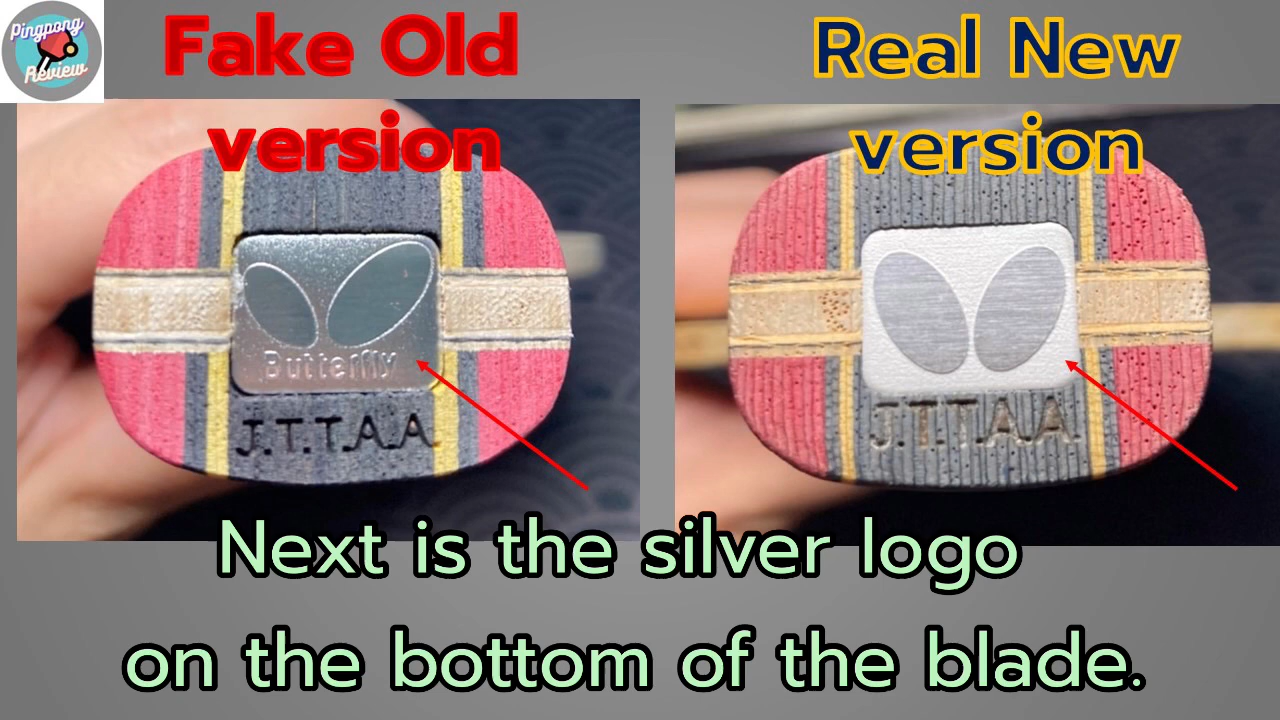 Pingpong
Review
Fake Old
version
Real New
version
Butterfly
J.T.T.A.A.
J.T.T.A.A.
Next is the silver logo
on the bottom of the blade.